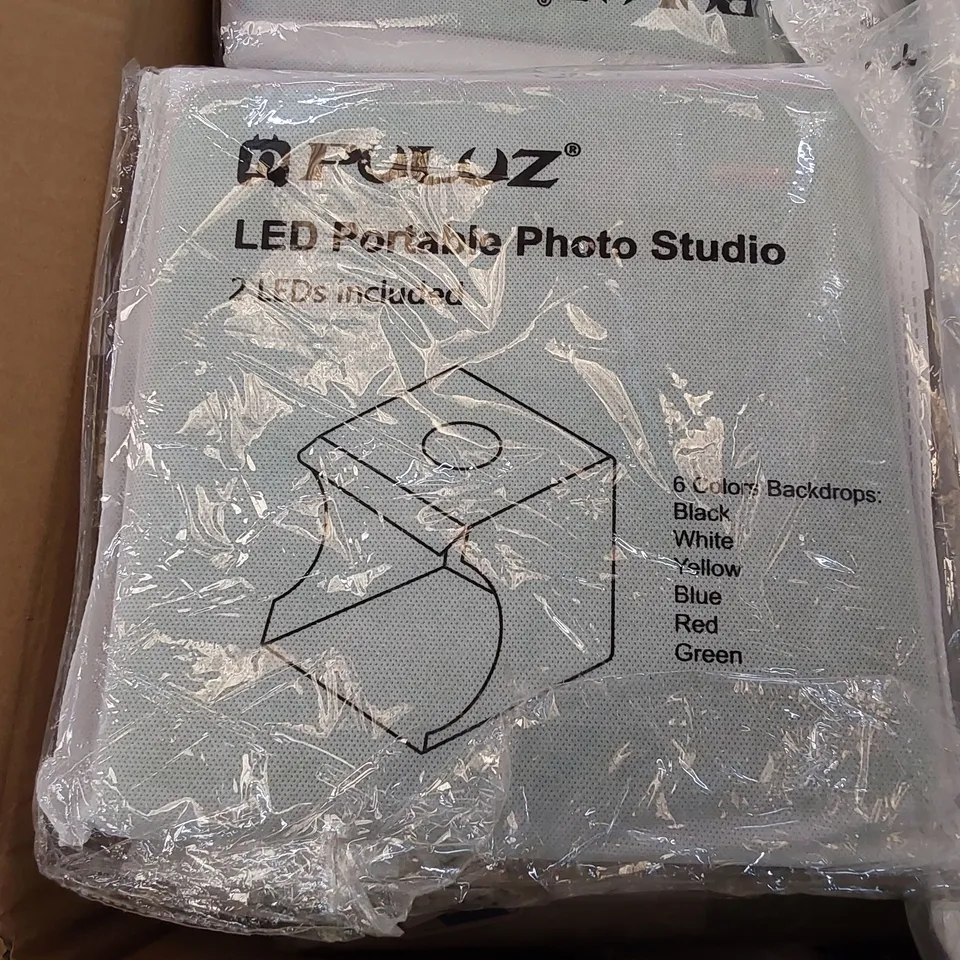 PULUZ®
LED Portable Photo Studio
2 LEDs included
6 Colors Backdrops:
Black
White
Yellow
Blue
Red
Green